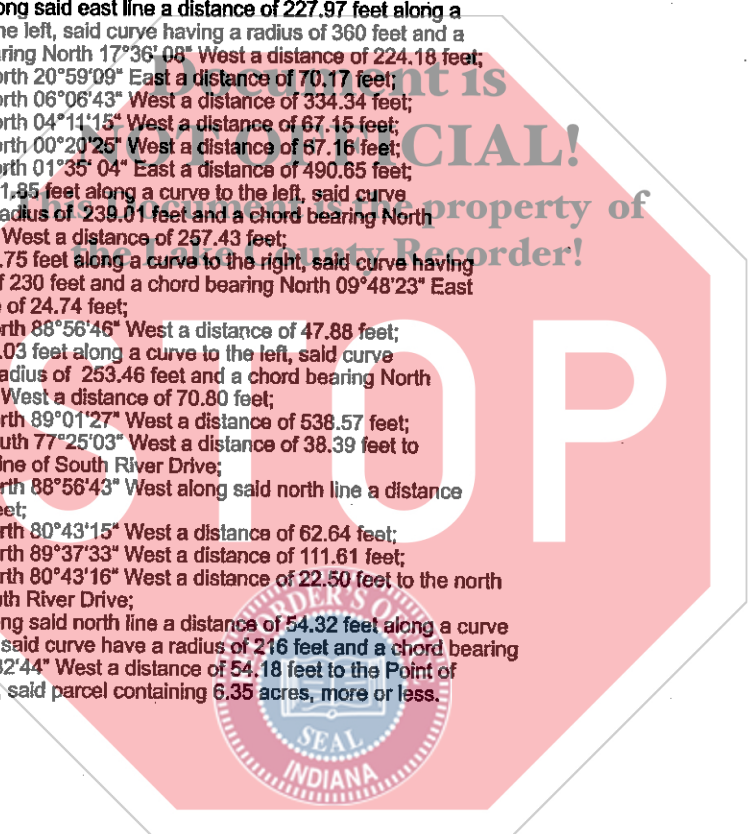 ong said east line a distance of 227.97 feet along a
he left, said curve having a radius of 360 feet and a
ring North 17°36' 08" West a distance of 224.18 feet;
orth 20°59'09" East a distance of 70.17 feet;
orth 06°06'43" West a distance of 334.34 feet;
orth 04°11'15" West a distance of 67.15 feet;
orth 00°20'25" West a distance of 67.16 feet;
orth 01°35' 04" East a distance of 490.65 feet;
1.85 feet along a curve to the left, said curve
adius of 239.01 feet and a chord bearing North
West a distance of 257.43 feet;
.75 feet along a curve to the right, said curve having
f 230 feet and a chord bearing North 09°48'23" East
of 24.74 feet;
rth 88°56'46" West a distance of 47.88 feet;
.03 feet along a curve to the left, said curve
adius of 253.46 feet and a chord bearing North
West a distance of 70.80 feet;
rth 89°01'27" West a distance of 538.57 feet;
uth 77°25'03" West a distance of 38.39 feet to
ine of South River Drive;
rth 88°56'43" West along said north line a distance
eet;
rth 80°43'15" West a distance of 62.64 feet;
rth 89°37'33" West a distance of 111.61 feet;
rth 80°43'16" West a distance of 22.50 feet to the north
uth River Drive;
ng said north line a distance of 54.32 feet along a curve
said curve have a radius of 216 feet and a chord bearing
32'44" West a distance of 54.18 feet to the Point of
, said parcel containing 6.35 acres, more or less.
Document is
NOT OFFICIAL!
This Document is the property of
the Lake County Recorder!
STOP
RECORDER'S OF
SEAL
INDIANA